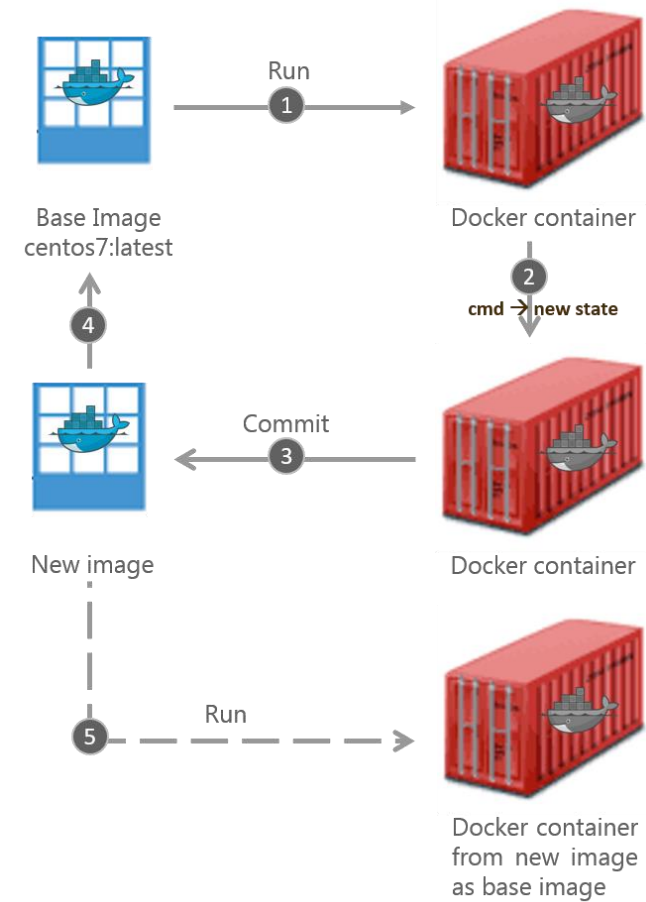 Run
1
Base Image
centos7:latest
Docker container
2
cmd → new state
4
Commit
3
New image
Docker container
Run
5
Docker container
from new image
as base image